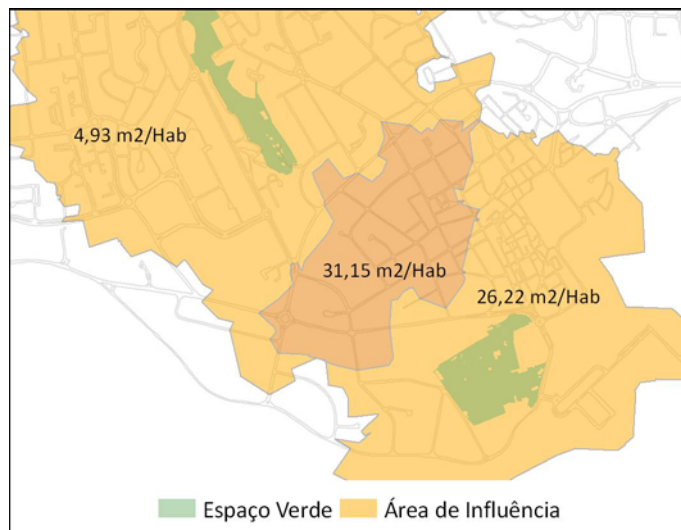 4,93 m2/Hab
31,15 m2/Hab
26,22 m2/Hab
Espaço Verde
Área de Influência